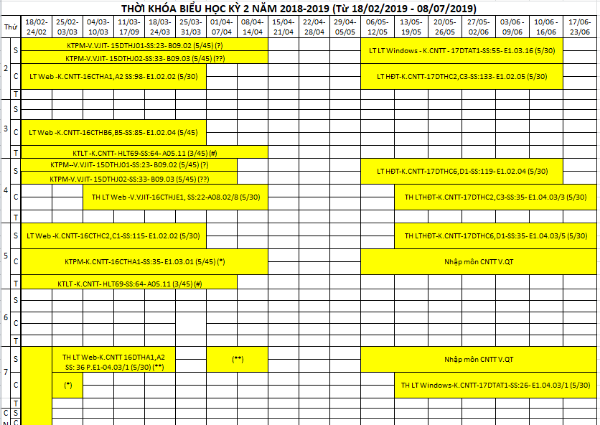 THỜI KHÓA BIỂU HỌC KỲ 2 NĂM 2018-2019 (Từ 18/02/2019 - 08/07/2019)
Thứ 18/02- 25/02- 04/03- 11/03- 18/03- 25/03- 01/04- 08/04- 15/04- 22/04- 29/04- 06/05- 13/05- 20/05- 27/05- 03/06- 10/06- 17/06-
24/02 03/03 10/03 17/03 24/03 31/03 07/04 14/04 21/04 28/04 05/05 12/05 19/05 26/05 02/06 09/06 16/06 23/06
2
S
KTPM-V.VJIT- 15DTHJ01-SS:23- B09.02 (5/45) (?)
KTPM-V.VJIT- 15DTHJ02-SS:33- B09.03 (5/45) (??)
LT LT Windows - K.CNTT - 17DTAT1-SS:55- E1.03.16 (5/30)
C
LT Web -K.CNTT-16CTHA1,A2 SS:98- E1.02.02 (5/30)
LT HĐT-K.CNTT-17DTHC2,C3-SS:133- E1.02.05 (5/30)
T
3
S
C
LT Web -K.CNTT-16CTHB6,B5-SS:85- E1.02.04 (5/45)
T
KTLT -K.CNTT- HLT69-SS:64- A05.11 (3/45) (#)
4
S
KTPM--V.VJIT- 15DTHJ01-SS:23- B09.02 (5/45) (?)
KTPM-V.VJIT- 15DTHJ02-SS:33- B09.03 (5/45) (??)
LT HĐT-K.CNTT-17DTHC6,D1-SS:119- E1.02.04 (5/30)
C
TH LT Web -V.VJIT-16CTHJE1, SS:22-A08.02/8 (5/30)
TH LTHĐT-K.CNTT-17DTHC2,C3-SS:35- E1.04.03/3 (5/30)
T
5
S
LT Web -K.CNTT-16CTHC2,C1-SS:115- E1.02.02 (5/30)
TH LTHĐT-K.CNTT-17DTHC6,D1-SS:35- E1.04.03/5 (5/30)
C
KTPM-K.CNTT-16CTHA1-SS:35- E1.03.01 (5/45) (*)
Nhập môn CNTT V.QT
T
KTLT -K.CNTT- HLT69-SS:64- A05.11 (3/45) (#)
6
S
C
T
7
S
TH LT Web-K.CNTT 16DTHA1,A2
SS: 36 P.E1-04.03/1 (5/30) (**)
(**)
Nhập môn CNTT V.QT
C
(*)
TH LT Windows-K.CNTT-17DTAT1-SS:26- E1.04.03/1 (5/30)
T
C S
N C